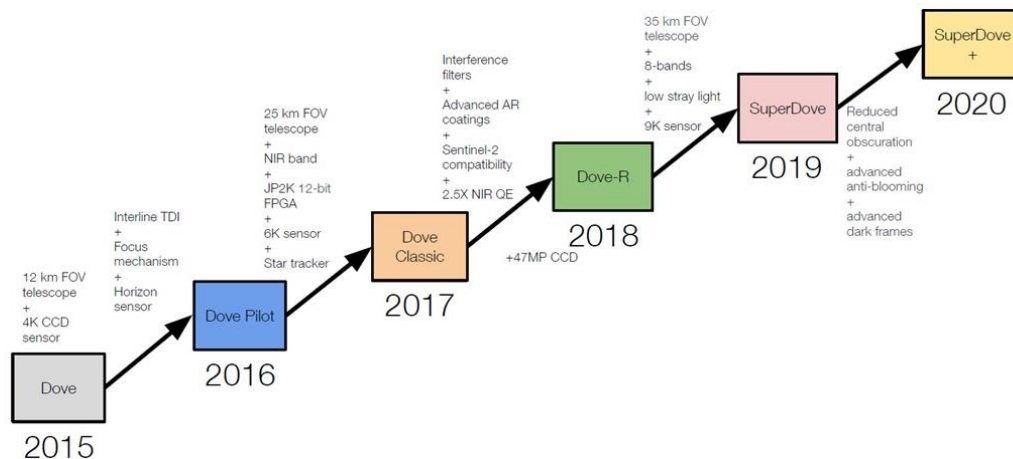 12 km FOV
telescope
+
4K CCD
sensor
Dove
2015
Interline TDI
+
Focus
mechanism
+
Horizon
sensor
Dove Pilot
2016
25 km FOV
telescope
+
NIR band
+
JP2K 12-bit
FPGA
+
6K sensor
+
Star tracker
Dove
Classic
2017
Interference
filters
+
Advanced AR
coatings
+
Sentinel-2
compatibility
+
2.5X NIR QE
+47MP CCD
Dove-R
2018
35 km FOV
telescope
+
8-bands
+
low stray light
+
9K sensor
SuperDove
2019
Reduced
central
obscuration
+
advanced
anti-blooming
+
advanced
dark frames
SuperDove
+
2020